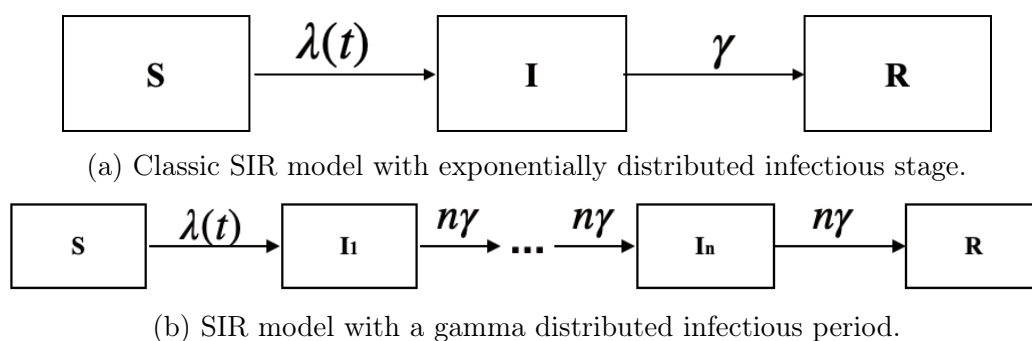 λ(t) γ
S I R
(a) Classic SIR model with exponentially distributed infectious stage.
λ(t) nγ nγ nγ
S I₁ ... Iₙ R
(b) SIR model with a gamma distributed infectious period.